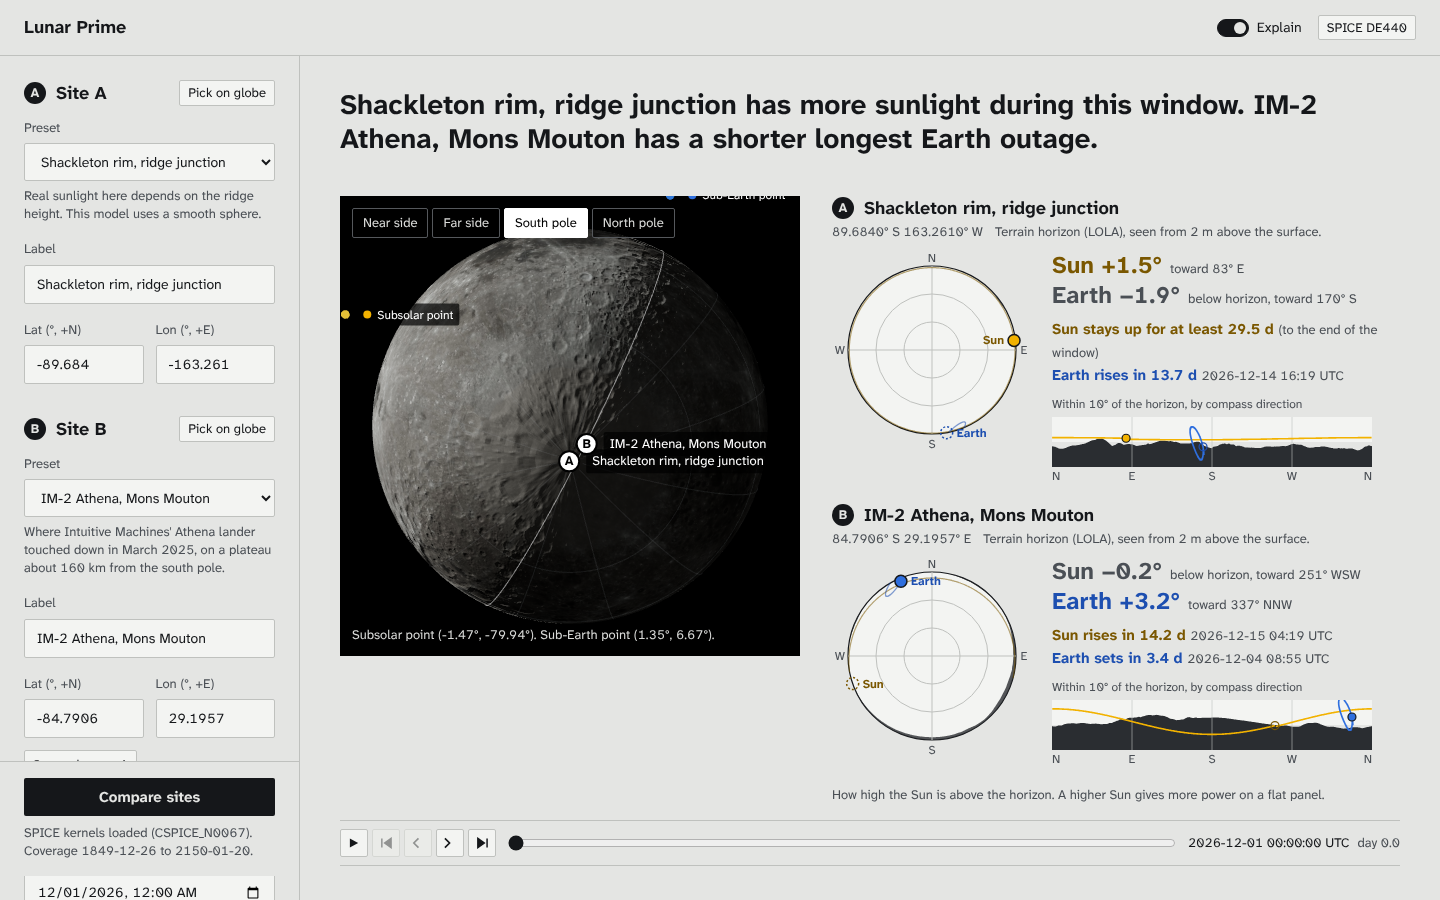 Lunar Prime
Explain
SPICE DE440
A Site A
Pick on globe
Preset
Shackleton rim, ridge junction
Real sunlight here depends on the ridge
height. This model uses a smooth sphere.
Label
Shackleton rim, ridge junction
Lat (°, +N)
Lon (°, +E)
-89.684
-163.261
B Site B
Pick on globe
Preset
IM-2 Athena, Mons Mouton
Where Intuitive Machines' Athena lander
touched down in March 2025, on a plateau
about 160 km from the south pole.
Label
IM-2 Athena, Mons Mouton
Lat (°, +N)
Lon (°, +E)
-84.7906
29.1957
Compare sites
SPICE kernels loaded (CSPICE_N0067).
Coverage 1849-12-26 to 2150-01-20.
12/01/2026, 12:00 AM
Shackleton rim, ridge junction has more sunlight during this window. IM-2
Athena, Mons Mouton has a shorter longest Earth outage.
Sub-Earth point
Near side
Far side
South pole
North pole
Subsolar point
B IM-2 Athena, Mons Mouton
A Shackleton rim, ridge junction
Subsolar point (-1.47°, -79.94°). Sub-Earth point (1.35°, 6.67°).
A Shackleton rim, ridge junction
89.6840° S 163.2610° W Terrain horizon (LOLA), seen from 2 m above the surface.
N
Sun
W
E
Earth
S
Sun +1.5° toward 83° E
Earth −1.9° below horizon, toward 170° S
Sun stays up for at least 29.5 d (to the end of the
window)
Earth rises in 13.7 d 2026-12-14 16:19 UTC
Within 10° of the horizon, by compass direction
N E S W N
B IM-2 Athena, Mons Mouton
84.7906° S 29.1957° E Terrain horizon (LOLA), seen from 2 m above the surface.
N
Earth
W
E
Sun
S
Sun −0.2° below horizon, toward 251° WSW
Earth +3.2° toward 337° NNW
Sun rises in 14.2 d 2026-12-15 04:19 UTC
Earth sets in 3.4 d 2026-12-04 08:55 UTC
Within 10° of the horizon, by compass direction
N E S W N
How high the Sun is above the horizon. A higher Sun gives more power on a flat panel.
2026-12-01 00:00:00 UTC day 0.0